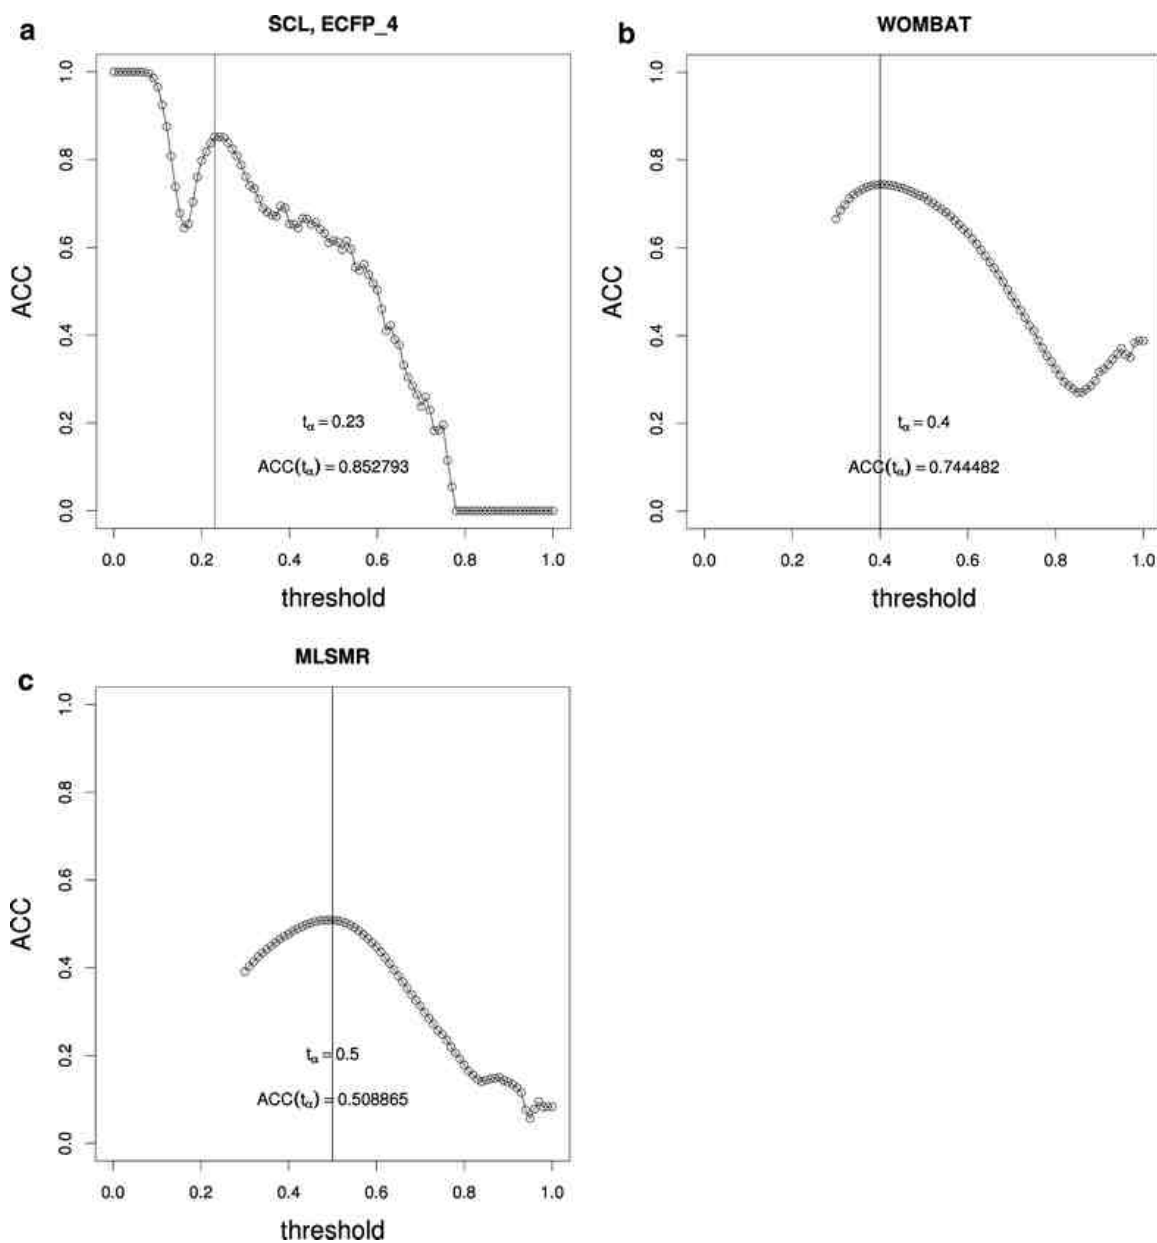 a
SCL, ECFP_4
ACC
1.0
0.8
0.6
0.4
0.2
0.0
tα = 0.23
ACC(tα) = 0.852793
0.0 0.2 0.4 0.6 0.8 1.0
threshold
b
WOMBAT
ACC
1.0
0.8
0.6
0.4
0.2
0.0
tα = 0.4
ACC(tα) = 0.744482
0.0 0.2 0.4 0.6 0.8 1.0
threshold
c
MLSMR
ACC
1.0
0.8
0.6
0.4
0.2
0.0
tα = 0.5
ACC(tα) = 0.508865
0.0 0.2 0.4 0.6 0.8 1.0
threshold